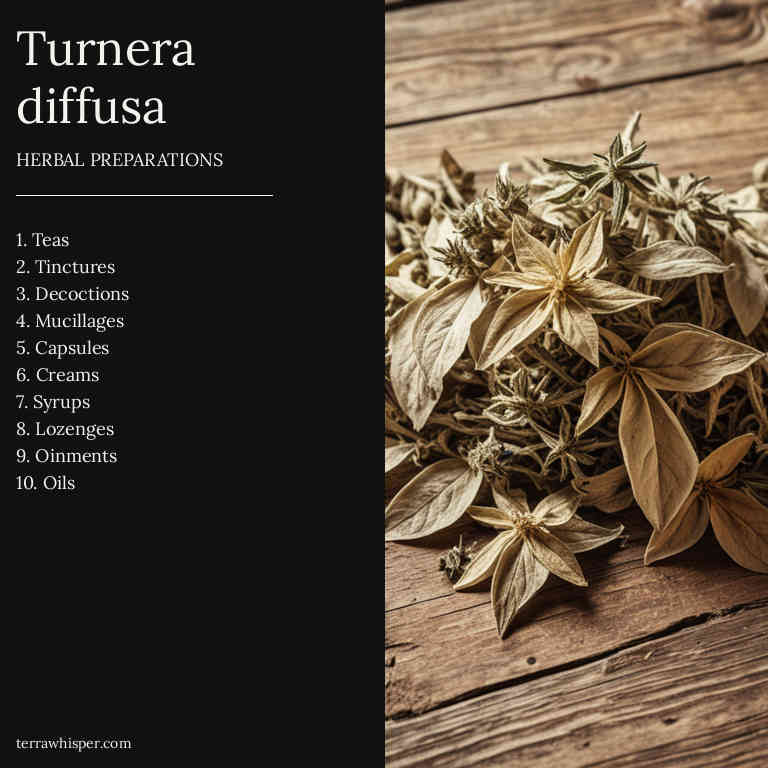 Turnera
diffusa
HERBAL PREPARATIONS
1. Teas
2. Tinctures
3. Decoctions
4. Mucillages
5. Capsules
6. Creams
7. Syrups
8. Lozenges
9. Oinments
10. Oils
terrawhisper.com